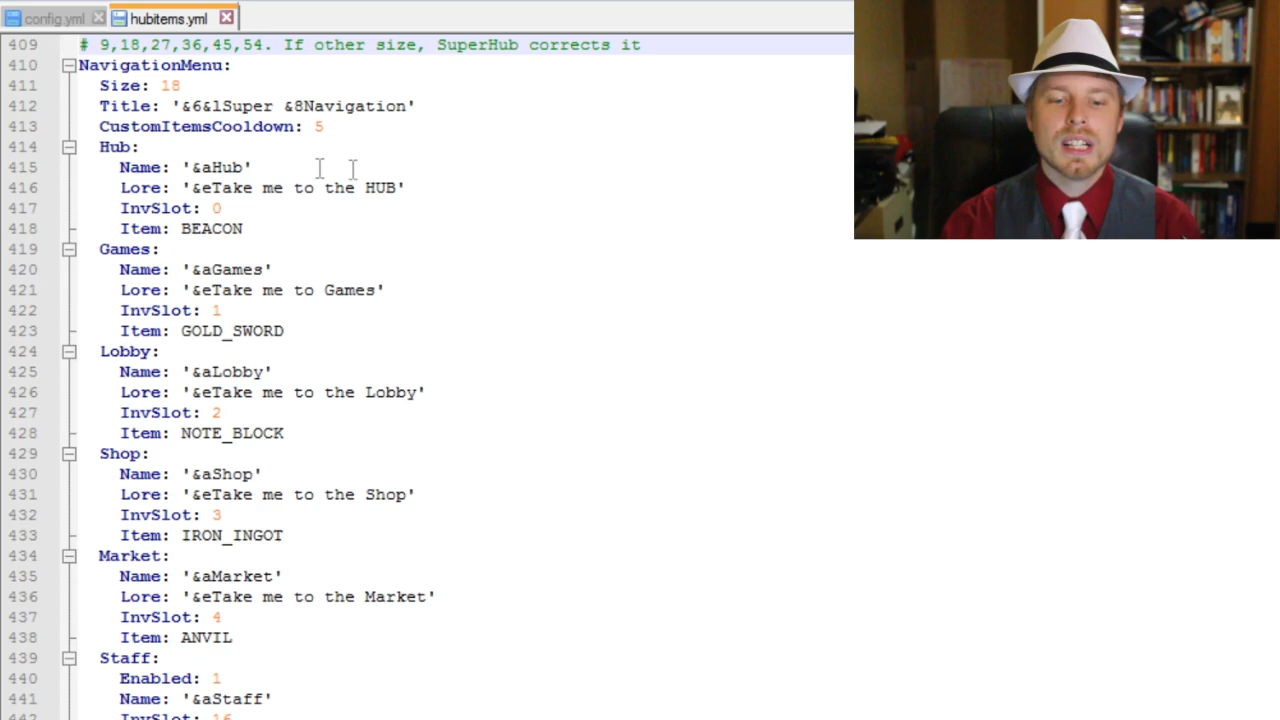 config.yml hubitems.yml
409 # 9,18,27,36,45,54. If other size, SuperHub corrects it
410 NavigationMenu:
411 Size: 18
412 Title: '&6&lSuper &8Navigation'
413 CustomItemsCooldown: 5
414 Hub:
415 Name: '&aHub'
416 Lore: '&eTake me to the HUB'
417 InvSlot: 0
418 Item: BEACON
419 Games:
420 Name: '&aGames'
421 Lore: '&eTake me to Games'
422 InvSlot: 1
423 Item: GOLD_SWORD
424 Lobby:
425 Name: '&aLobby'
426 Lore: '&eTake me to the Lobby'
427 InvSlot: 2
428 Item: NOTE_BLOCK
429 Shop:
430 Name: '&aShop'
431 Lore: '&eTake me to the Shop'
432 InvSlot: 3
433 Item: IRON_INGOT
434 Market:
435 Name: '&aMarket'
436 Lore: '&eTake me to the Market'
437 InvSlot: 4
438 Item: ANVIL
439 Staff:
440 Enabled: 1
441 Name: '&aStaff'
442 InvSlot: 16